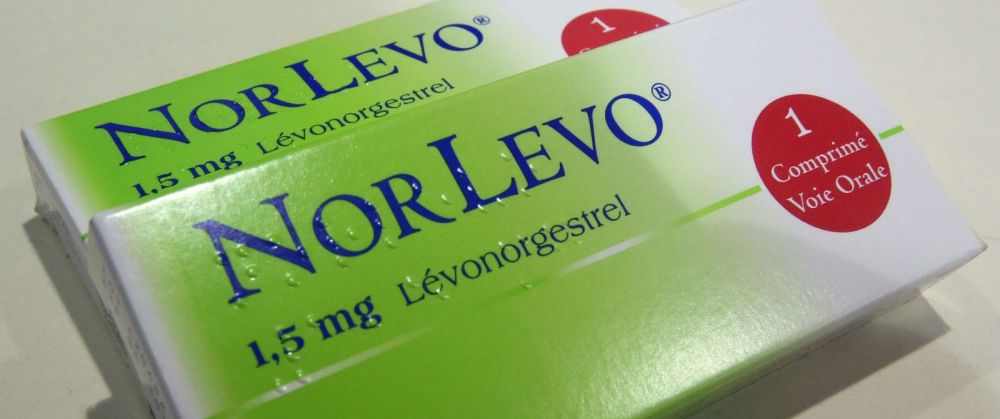 NORLEVO®
1,5 mg Lévonorgestrel
1
NORLEVO®
1,5 mg Lévonorgestrel
1
Comprimé
Voie Orale